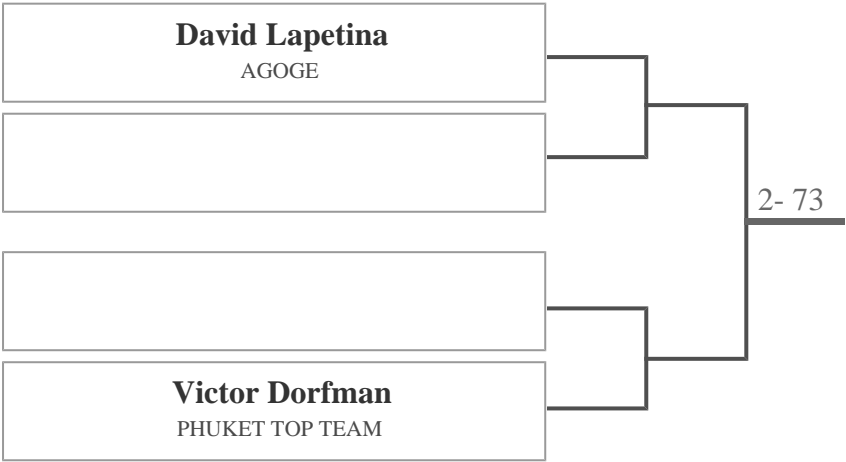 David Lapetina
AGOGE
2- 73
Victor Dorfman
PHUKET TOP TEAM